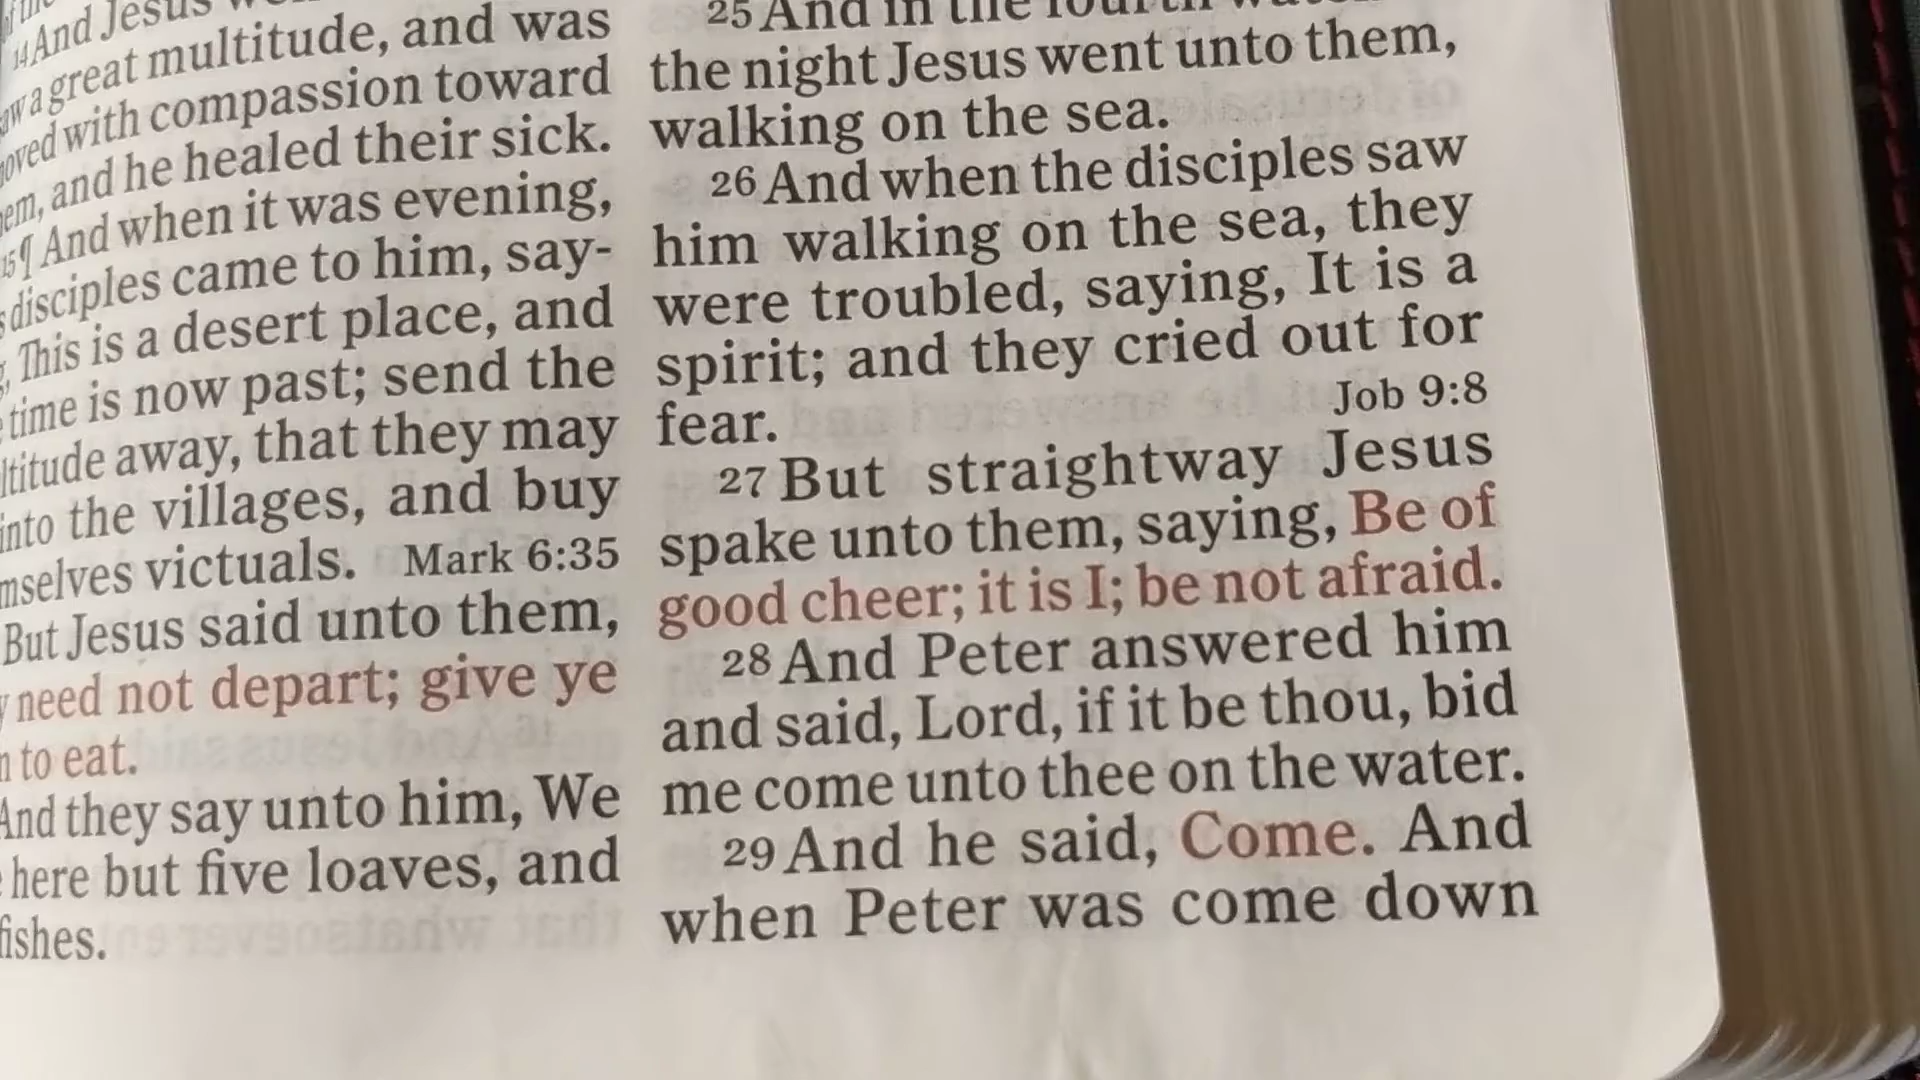 14 And Jesus
a great multitude, and was
with compassion toward
and he healed their sick.
15 ¶ And when it was evening,
disciples came to him, say-
This is a desert place, and
time is now past; send the
away, that they may
into the villages, and buy
victuals. Mark 6:35
But Jesus said unto them,
need not depart; give ye
to eat.
And they say unto him, We
here but five loaves, and
fishes.
25 And in the fourth
the night Jesus went unto them,
walking on the sea.
26 And when the disciples saw
him walking on the sea, they
were troubled, saying, It is a
spirit; and they cried out for
fear. Job 9:8
27 But straightway Jesus
spake unto them, saying, Be of
good cheer; it is I; be not afraid.
28 And Peter answered him
and said, Lord, if it be thou, bid
me come unto thee on the water.
29 And he said, Come. And
when Peter was come down